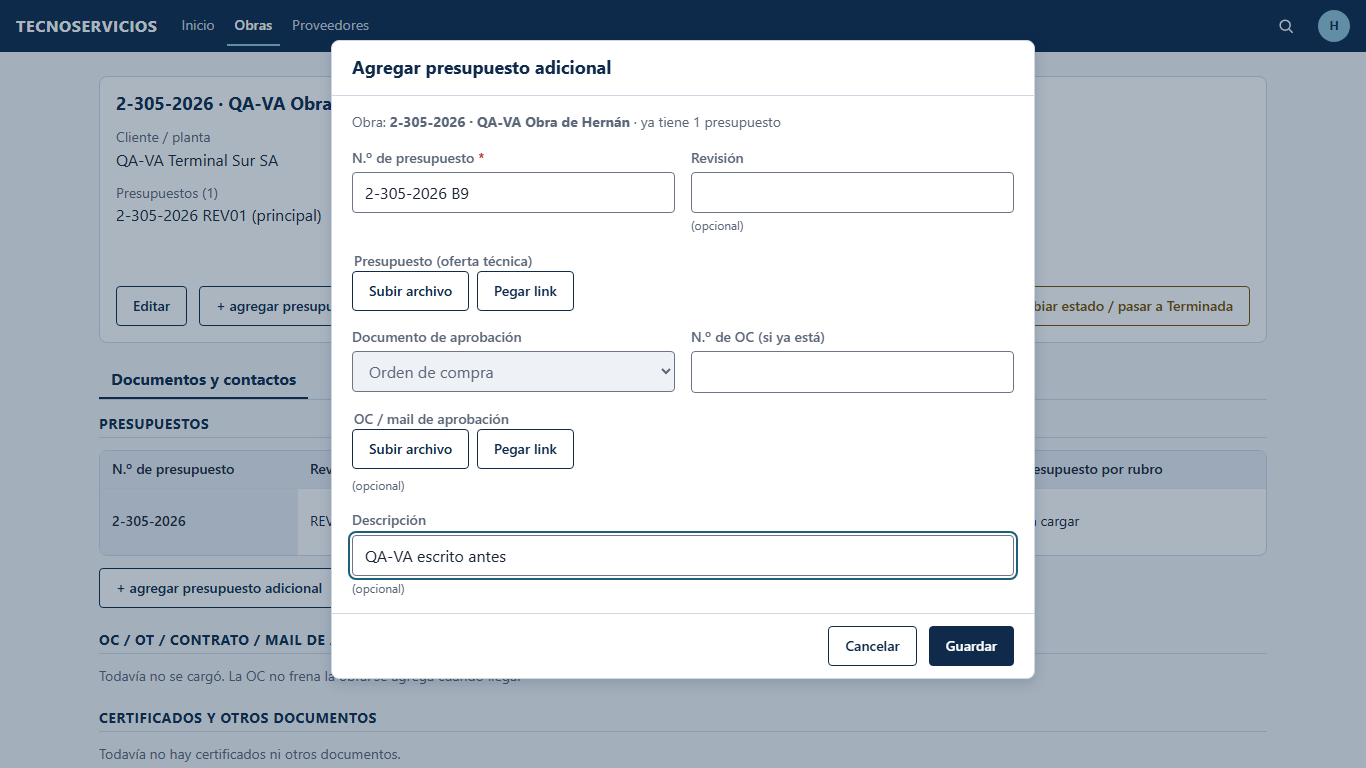 TECNOSERVICIOS Inicio Obras Proveedores H
Agregar presupuesto adicional
2-305-2026 · QA-VA Obra
Obra: 2-305-2026 · QA-VA Obra de Hernán · ya tiene 1 presupuesto
Cliente / planta
QA-VA Terminal Sur SA
N.º de presupuesto * Revisión
2-305-2026 B9
Presupuestos (1)
2-305-2026 REV01 (principal)
(opcional)
Presupuesto (oferta técnica)
Subir archivo Pegar link
Editar + agregar presupu
biar estado / pasar a Terminada
Documento de aprobación N.º de OC (si ya está)
Orden de compra
Documentos y contactos
OC / mail de aprobación
PRESUPUESTOS
Subir archivo Pegar link
N.º de presupuesto Rev
esupuesto por rubro
(opcional)
2-305-2026 REV
cargar
Descripción
QA-VA escrito antes
(opcional)
+ agregar presupuesto adicional
OC / OT / CONTRATO / MAIL DE
Cancelar Guardar
Todavía no se cargó. La OC no frena la
CERTIFICADOS Y OTROS DOCUMENTOS
Todavía no hay certificados ni otros documentos.